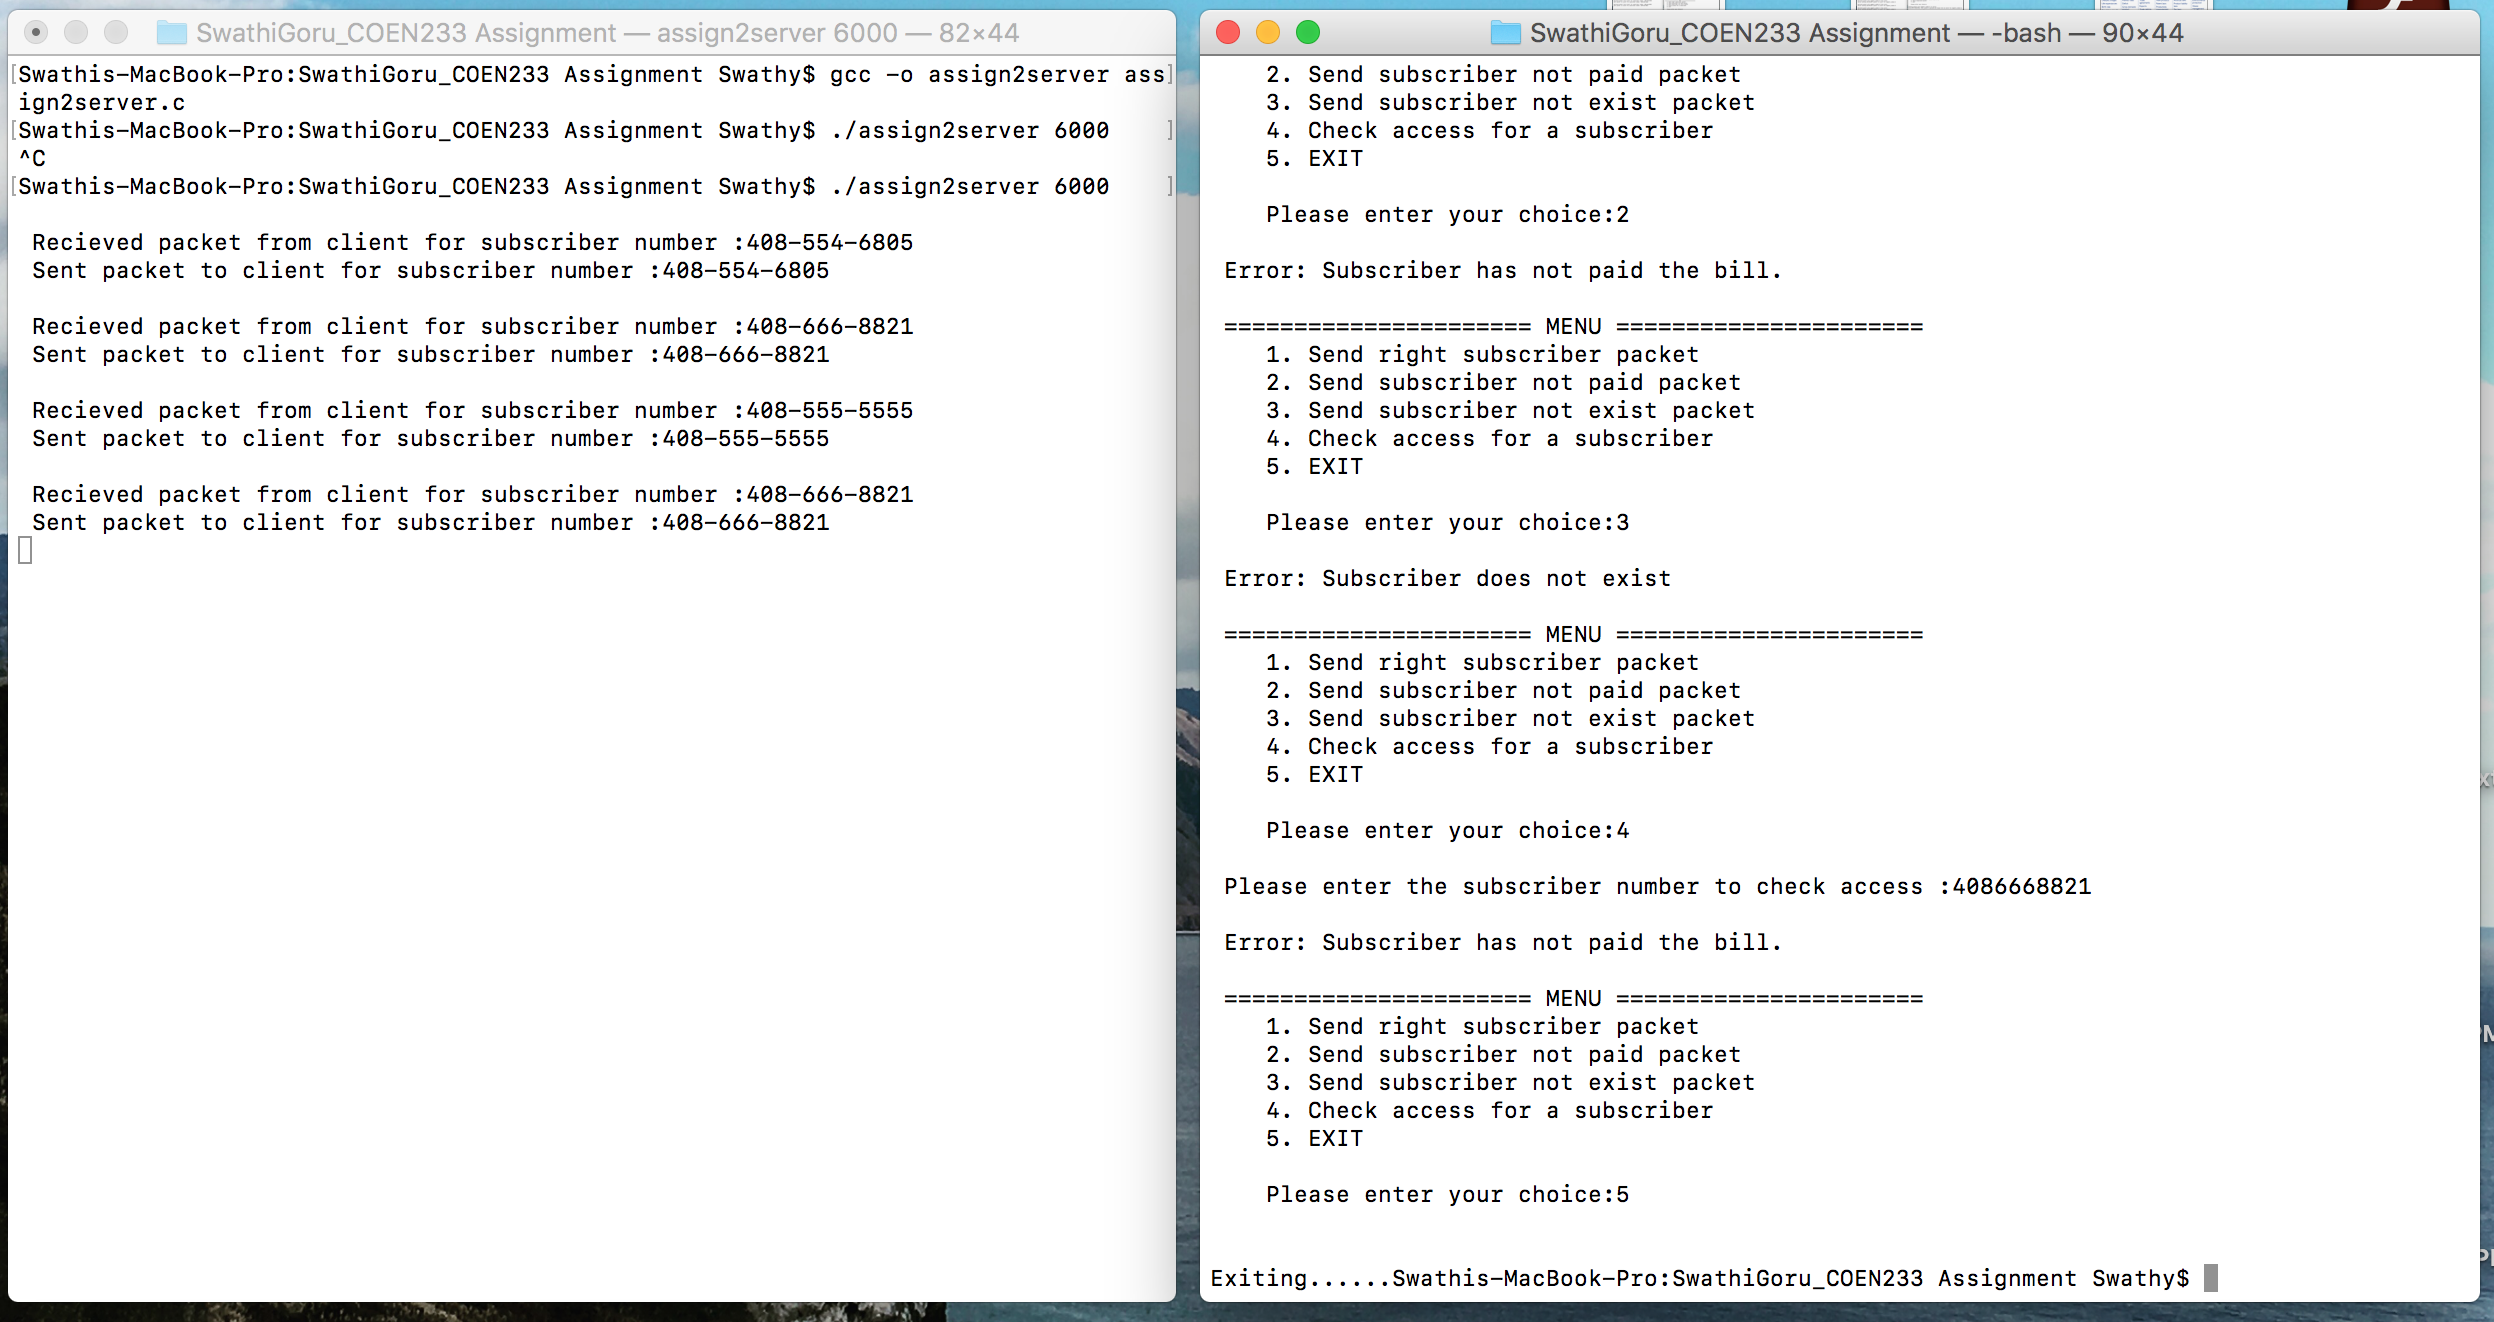 SwathiGoru_COEN233 Assignment — assign2server 6000 — 82×44
[Swathis-MacBook-Pro:SwathiGoru_COEN233 Assignment Swathy$ gcc -o assign2server ass]
ign2server.c
[Swathis-MacBook-Pro:SwathiGoru_COEN233 Assignment Swathy$ ./assign2server 6000 ]
^C
[Swathis-MacBook-Pro:SwathiGoru_COEN233 Assignment Swathy$ ./assign2server 6000 ]
Recieved packet from client for subscriber number :408-554-6805
Sent packet to client for subscriber number :408-554-6805
Recieved packet from client for subscriber number :408-666-8821
Sent packet to client for subscriber number :408-666-8821
Recieved packet from client for subscriber number :408-555-5555
Sent packet to client for subscriber number :408-555-5555
Recieved packet from client for subscriber number :408-666-8821
Sent packet to client for subscriber number :408-666-8821
SwathiGoru_COEN233 Assignment — -bash — 90×44
2. Send subscriber not paid packet
3. Send subscriber not exist packet
4. Check access for a subscriber
5. EXIT
Please enter your choice:2
Error: Subscriber has not paid the bill.
====================== MENU ======================
1. Send right subscriber packet
2. Send subscriber not paid packet
3. Send subscriber not exist packet
4. Check access for a subscriber
5. EXIT
Please enter your choice:3
Error: Subscriber does not exist
====================== MENU ======================
1. Send right subscriber packet
2. Send subscriber not paid packet
3. Send subscriber not exist packet
4. Check access for a subscriber
5. EXIT
Please enter your choice:4
Please enter the subscriber number to check access :4086668821
Error: Subscriber has not paid the bill.
====================== MENU ======================
1. Send right subscriber packet
2. Send subscriber not paid packet
3. Send subscriber not exist packet
4. Check access for a subscriber
5. EXIT
Please enter your choice:5
Exiting......Swathis-MacBook-Pro:SwathiGoru_COEN233 Assignment Swathy$